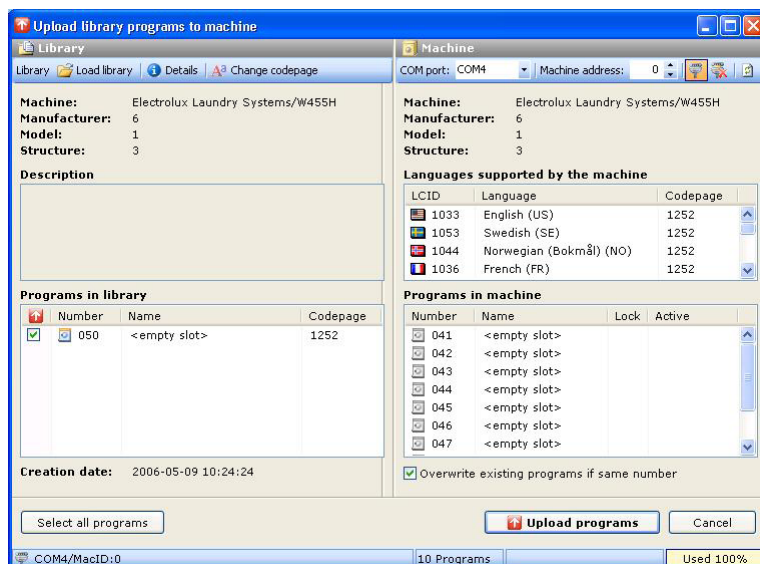 Upload library programs to machine
Library
Machine
Library Load library Details Aª Change codepage
COM port: COM4 Machine address: 0
Machine: Electrolux Laundry Systems/W455H
Manufacturer: 6
Model: 1
Structure: 3
Description
Machine: Electrolux Laundry Systems/W455H
Manufacturer: 6
Model: 1
Structure: 3
Languages supported by the machine
LCID Language Codepage
1033 English (US) 1252
1053 Swedish (SE) 1252
1044 Norwegian (Bokmål) (NO) 1252
1036 French (FR) 1252
Programs in library
Number Name Codepage
050 <empty slot> 1252
Creation date: 2006-05-09 10:24:24
Programs in machine
Number Name Lock Active
041 <empty slot>
042 <empty slot>
043 <empty slot>
044 <empty slot>
045 <empty slot>
046 <empty slot>
047 <empty slot>
Overwrite existing programs if same number
Select all programs
Upload programs
Cancel
COM4/MacID:0
10 Programs
Used 100%